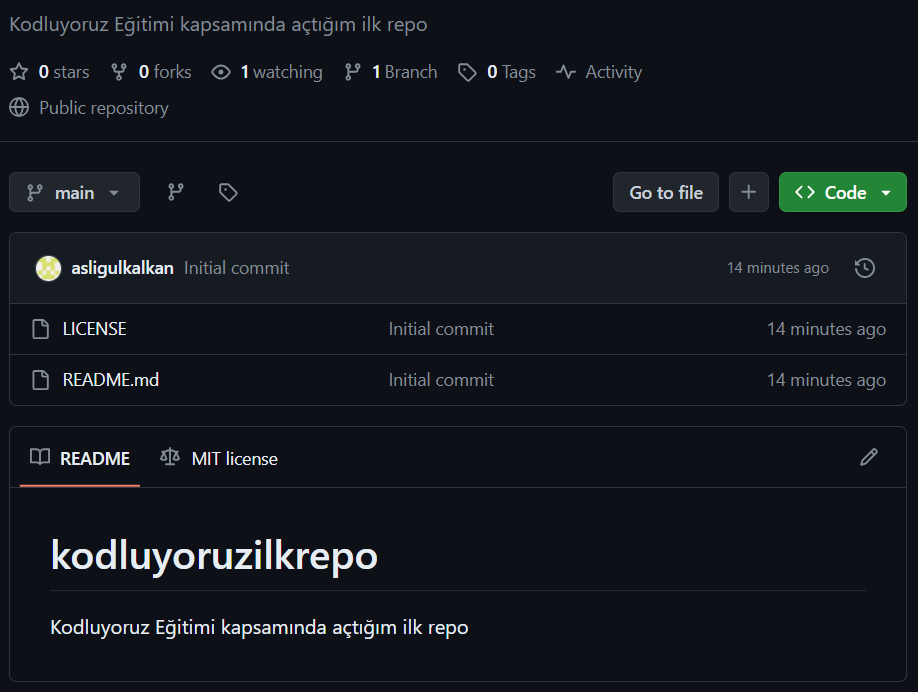 Kodluyoruz Eğitimi kapsamında açtığım ilk repo
0 stars 0 forks 1 watching 1 Branch 0 Tags Activity
Public repository
main Go to file Code
asligulkalkan Initial commit 14 minutes ago
LICENSE Initial commit 14 minutes ago
README.md Initial commit 14 minutes ago
README MIT license
kodluyoruzilkrepo
Kodluyoruz Eğitimi kapsamında açtığım ilk repo